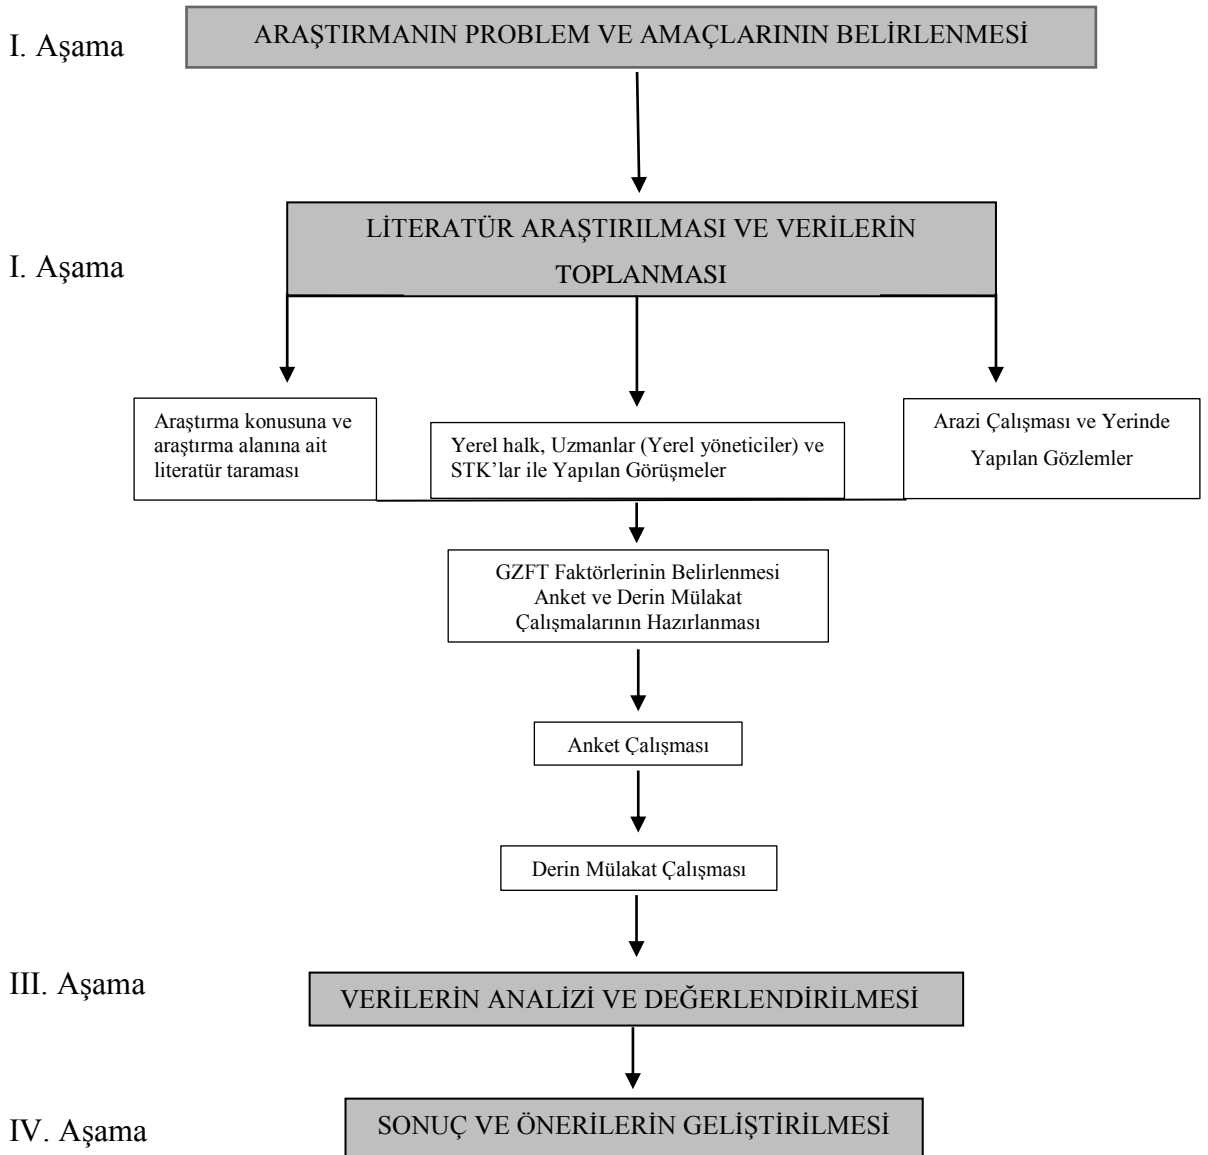 I. Aşama
ARAŞTIRMANIN PROBLEM VE AMAÇLARININ BELİRLENMESİ
I. Aşama
LİTERATÜR ARAŞTIRILMASI VE VERİLERİN
TOPLANMASI
Araştırma konusuna ve
araştırma alanına ait
literatür taraması
Yerel halk, Uzmanlar (Yerel yöneticiler) ve
STK’lar ile Yapılan Görüşmeler
Arazi Çalışması ve Yerinde
Yapılan Gözlemler
GZFT Faktörlerinin Belirlenmesi
Anket ve Derin Mülakat
Çalışmalarının Hazırlanması
Anket Çalışması
Derin Mülakat Çalışması
III. Aşama
VERİLERİN ANALİZİ VE DEĞERLENDİRİLMESİ
IV. Aşama
SONUÇ VE ÖNERİLERİN GELİŞTİRİLMESİ